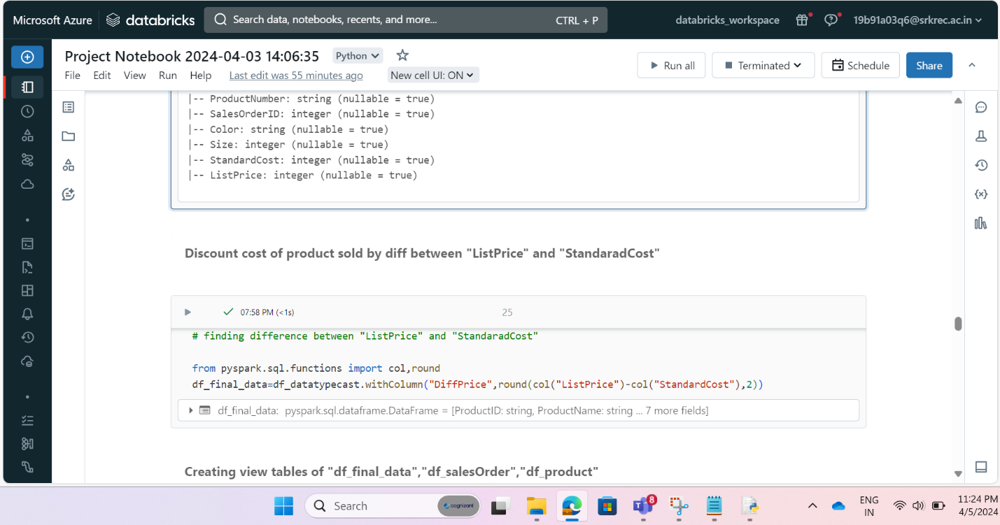 Microsoft Azure databricks Search data, notebooks, recents, and more... CTRL + P databricks_workspace 19b91a03q6@srkrec.ac.in
Project Notebook 2024-04-03 14:06:35 Python
File Edit View Run Help Last edit was 55 minutes ago New cell UI: ON Run all Terminated Schedule Share
|-- ProductNumber: string (nullable = true)
|-- SalesOrderID: integer (nullable = true)
|-- Color: string (nullable = true)
|-- Size: integer (nullable = true)
|-- StandardCost: integer (nullable = true)
|-- ListPrice: integer (nullable = true)
Discount cost of product sold by diff between "ListPrice" and "StandaradCost"
07:58 PM (<1s) 25
# finding difference between "ListPrice" and "StandaradCost"
from pyspark.sql.functions import col,round
df_final_data=df_datatypecast.withColumn("DiffPrice",round(col("ListPrice")-col("StandardCost"),2))
df_final_data: pyspark.sql.dataframe.DataFrame = [ProductID: string, ProductName: string ... 7 more fields]
Creating view tables of "df_final_data","df_salesOrder","df_product"
Search cognizant 8 ENG 11:24 PM
IN 4/5/2024